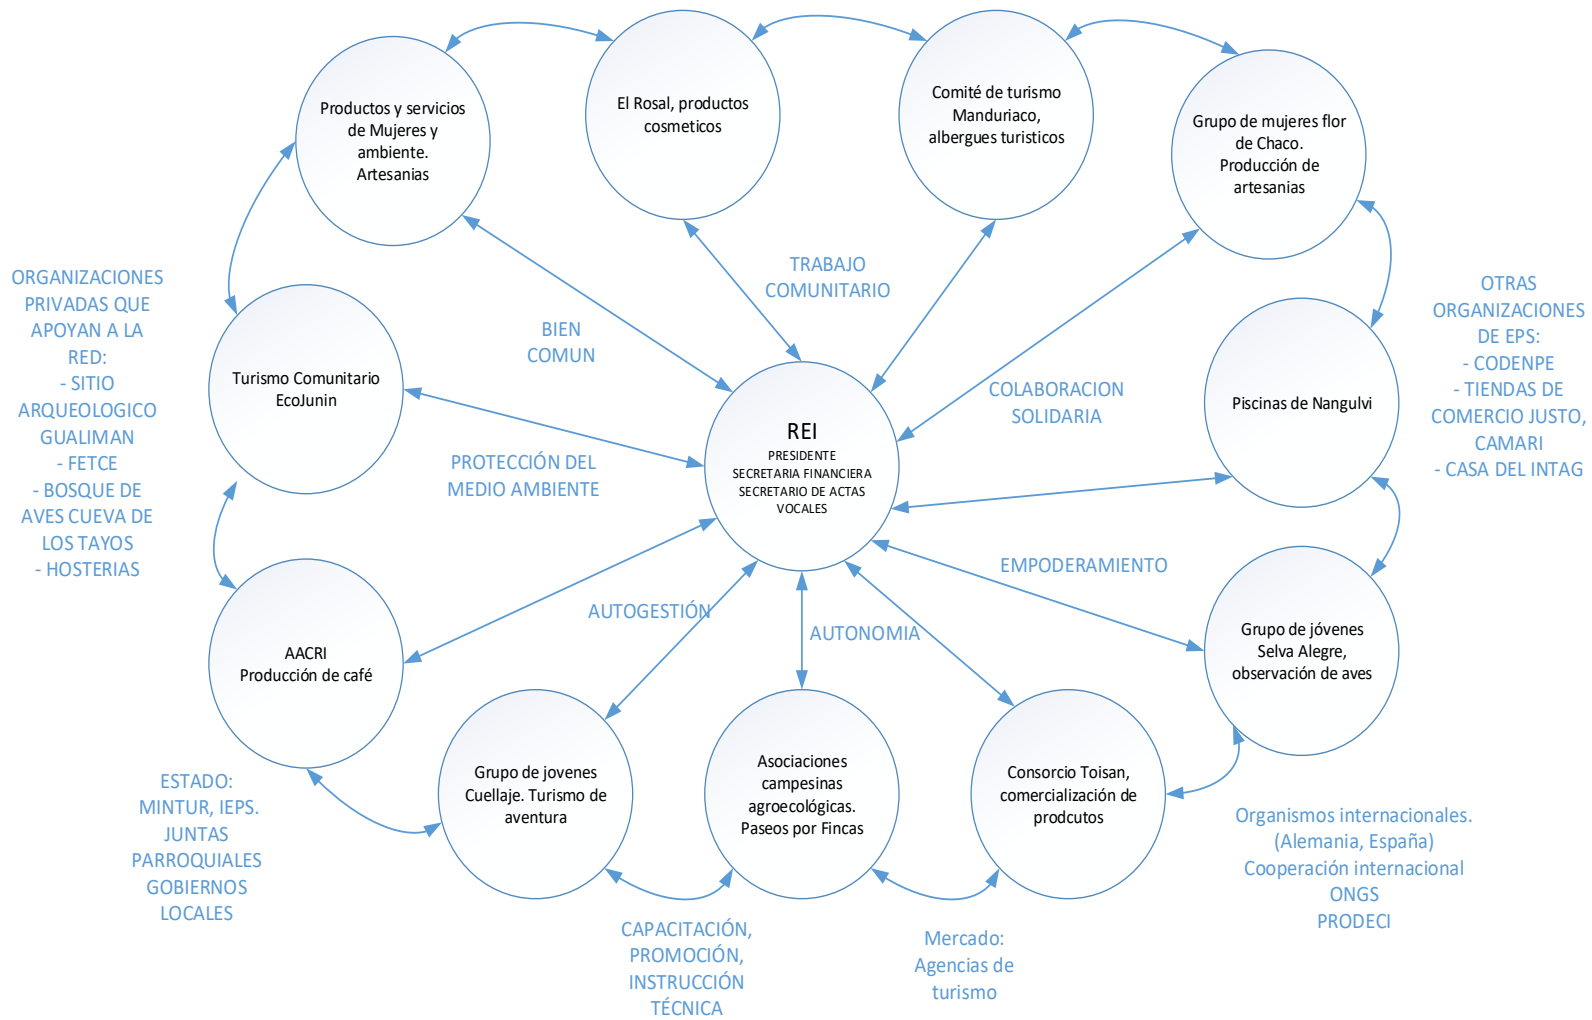 Productos y servicios
de Mujeres y
ambiente.
Artesanias
El Rosal, productos
cosmeticos
Comité de turismo
Manduriaco,
albergues turisticos
Grupo de mujeres flor
de Chaco.
Producción de
artesanias
ORGANIZACIONES
PRIVADAS QUE
APOYAN A LA
RED:
- SITIO
ARQUEOLOGICO
GUALIMAN
- FETCE
- BOSQUE DE
AVES CUEVA DE
LOS TAYOS
- HOSTERIAS
TRABAJO
COMUNITARIO
BIEN
COMUN
OTRAS
ORGANIZACIONES
DE EPS:
- CODENPE
- TIENDAS DE
COMERCIO JUSTO,
CAMARI
- CASA DEL INTAG
Turismo Comunitario
EcoJunin
COLABORACION
SOLIDARIA
Piscinas de Nangulvi
REI
PRESIDENTE
SECRETARIA FINANCIERA
SECRETARIO DE ACTAS
VOCALES
PROTECCIÓN DEL
MEDIO AMBIENTE
EMPODERAMIENTO
AUTOGESTIÓN
AUTONOMIA
AACRI
Producción de café
Grupo de jóvenes
Selva Alegre,
observación de aves
Grupo de jovenes
Cuellaje. Turismo de
aventura
Asociaciones
campesinas
agroecológicas.
Paseos por Fincas
Consorcio Toisan,
comercialización de
prodcutos
ESTADO:
MINTUR, IEPS.
JUNTAS
PARROQUIALES
GOBIERNOS
LOCALES
Organismos internacionales.
(Alemania, España)
Cooperación internacional
ONGS
PRODECI
CAPACITACIÓN,
PROMOCIÓN,
INSTRUCCIÓN
TÉCNICA
Mercado:
Agencias de
turismo